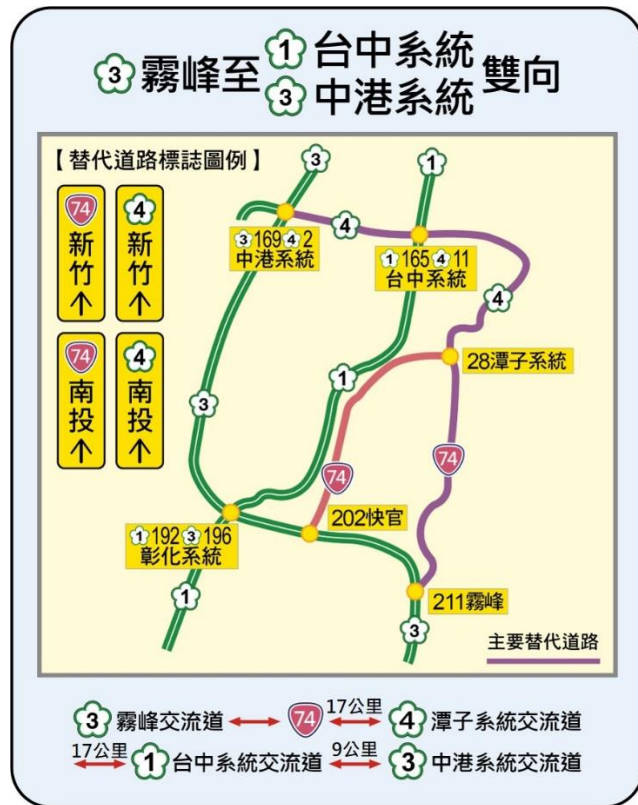 3 霧峰至 1 台中系統 雙向
3 中港系統
【替代道路標誌圖例】
74 新竹↑
4 新竹↑
74 南投↑
4 南投↑
3
1
4
3 169 4 2
中港系統
1 165 4 11
台中系統
4
28潭子系統
1
3
74
74
202快官
1 192 3 196
彰化系統
211霧峰
1
3
主要替代道路
3 霧峰交流道 ↔ 74 17公里 ↔ 4 潭子系統交流道
17公里 ↔ 1 台中系統交流道 9公里 ↔ 3 中港系統交流道